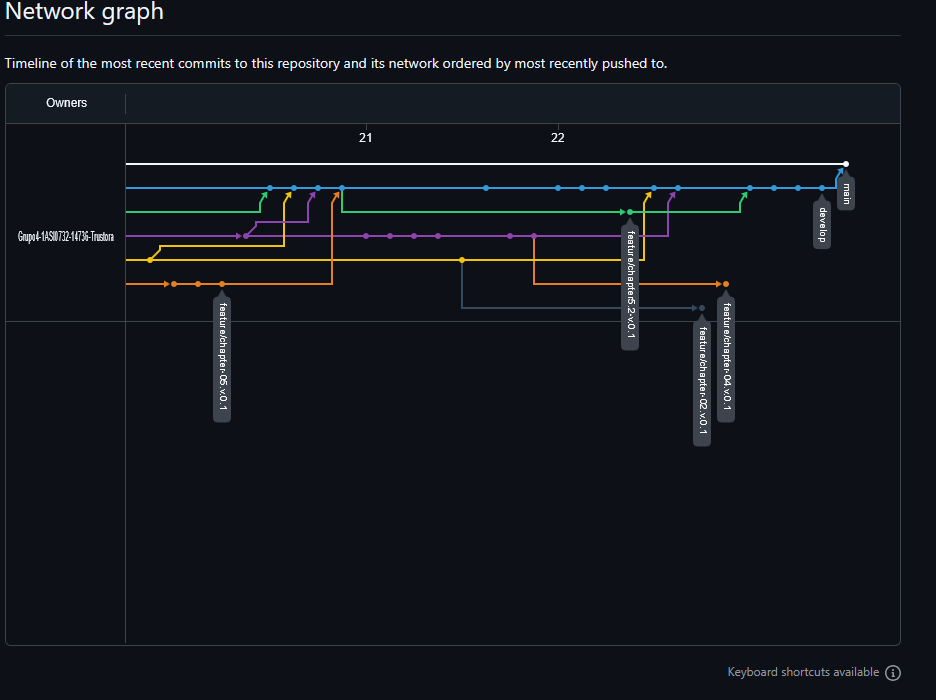 Network graph
Timeline of the most recent commits to this repository and its network ordered by most recently pushed to.
Owners
21
22
Grupo4-1ASI0732-14736-Trustora
main
develop
feature/chapter5.2-v.0.1
feature/chapter-05.v.0.1
feature/chapter-04.v.0.1
feature/chapter-02.v.0.1
Keyboard shortcuts available